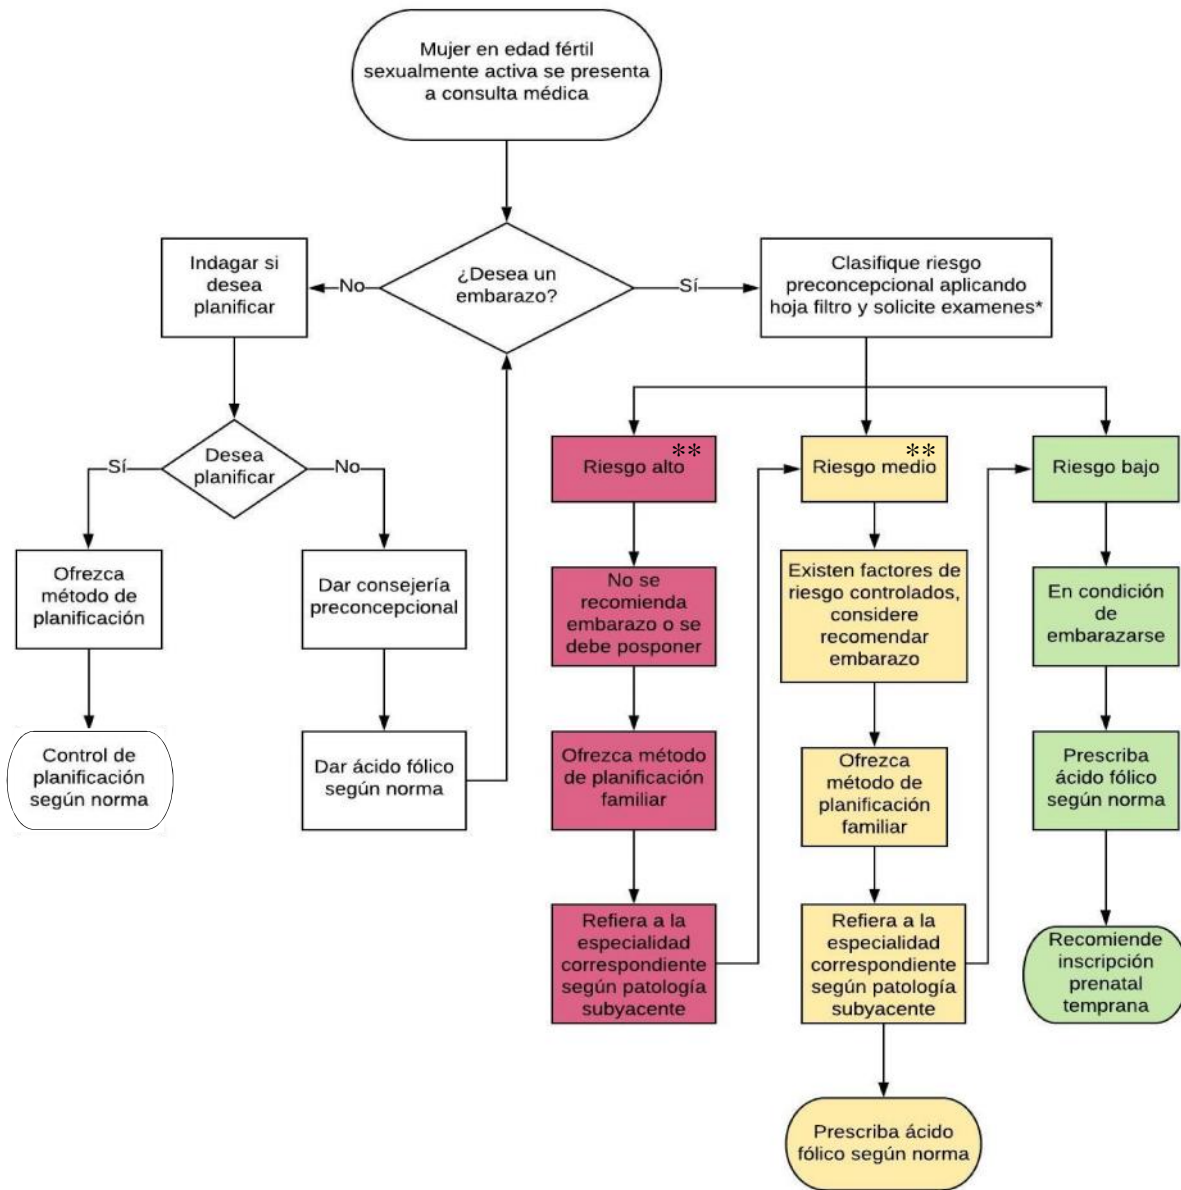 Mujer en edad fértil
sexualmente activa se presenta
a consulta médica
¿Desea un
embarazo?
No
Sí
Indagar si
desea
planificar
Desea
planificar
Sí
No
Ofrezca
método de
planificación
Control de
planificación
según norma
Dar consejería
preconcepcional
Dar ácido fólico
según norma
Clasifique riesgo
preconcepcional aplicando
hoja filtro y solicite examenes*
Riesgo alto**
No se
recomienda
embarazo o se
debe posponer
Ofrezca método
de planificación
familiar
Refiera a la
especialidad
correspondiente
según patología
subyacente
Riesgo medio**
Existen factores de
riesgo controlados,
considere
recomendar
embarazo
Ofrezca
método de
planificación
familiar
Refiera a la
especialidad
correspondiente
según patología
subyacente
Prescriba ácido
fólico según norma
Riesgo bajo
En condición
de
embarazarse
Prescriba
ácido fólico
según norma
Recomiende
inscripción
prenatal
temprana